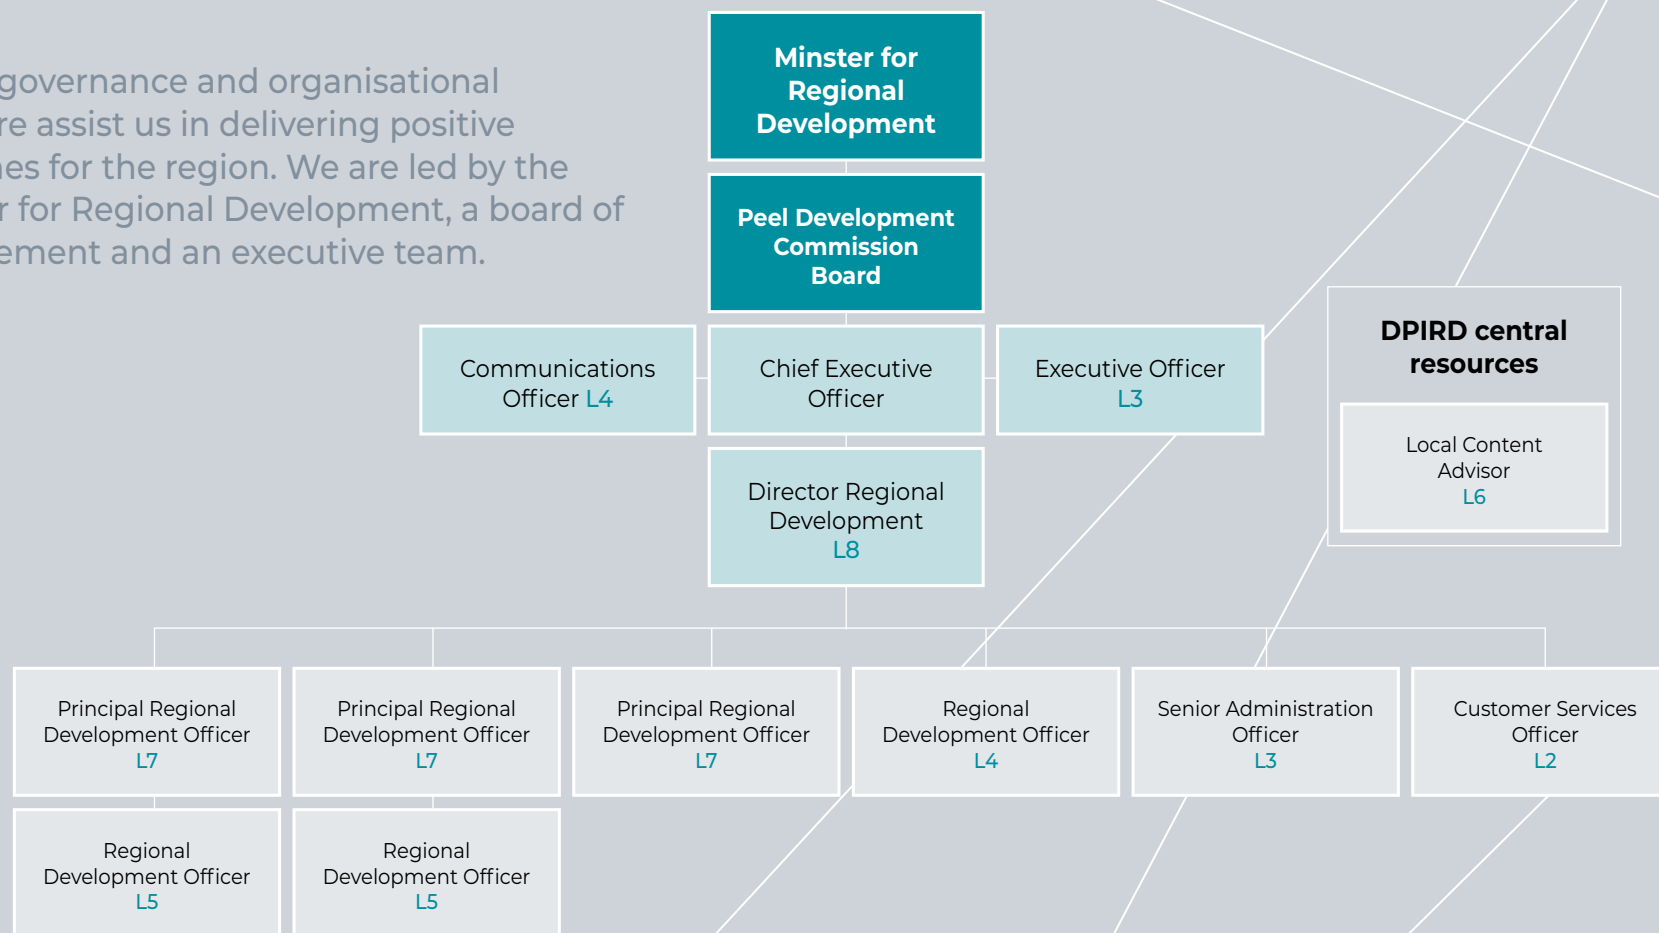 governance and organisational
re assist us in delivering positive
nes for the region. We are led by the
r for Regional Development, a board of
ement and an executive team.
Minster for
Regional
Development
Peel Development
Commission
Board
Communications
Officer L4
Chief Executive
Officer
Executive Officer
L3
DPIRD central
resources
Local Content
Advisor
L6
Director Regional
Development
L8
Principal Regional
Development Officer
L7
Principal Regional
Development Officer
L7
Principal Regional
Development Officer
L7
Regional
Development Officer
L4
Senior Administration
Officer
L3
Customer Services
Officer
L2
Regional
Development Officer
L5
Regional
Development Officer
L5